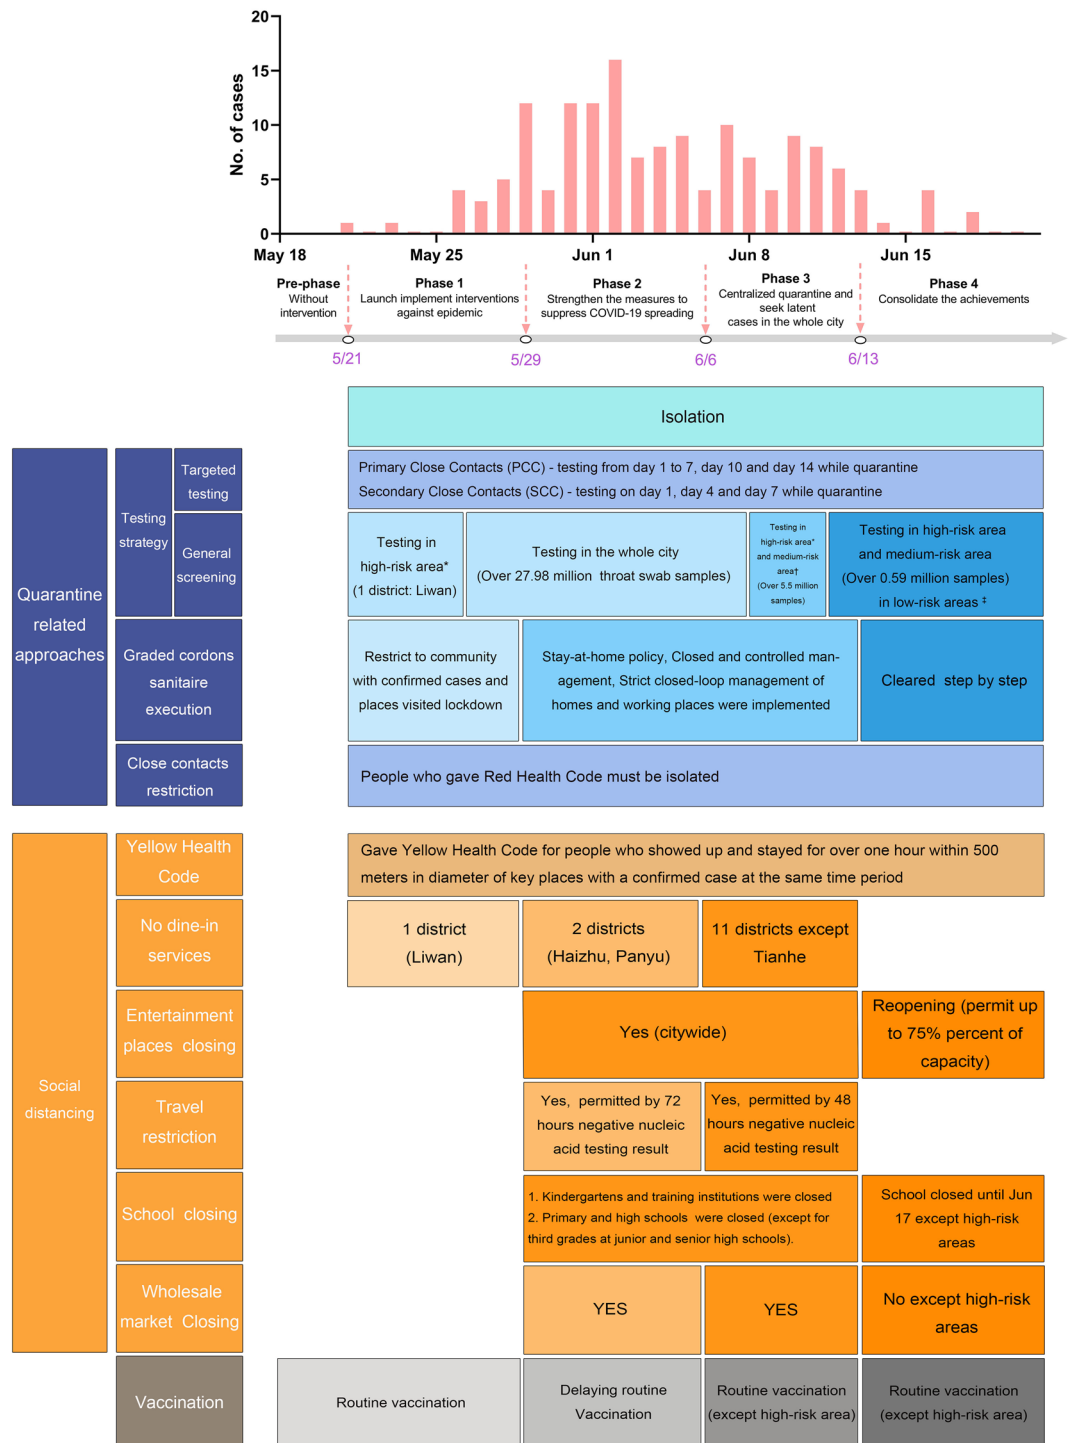 20
15
10
5
0
No. of cases
May 18
May 25
Jun 1
Jun 8
Jun 15
Pre-phase
Without
intervention
Phase 1
Launch implement interventions
against epidemic
Phase 2
Strengthen the measures to
suppress COVID-19 spreading
Phase 3
Centralized quarantine and
seek latent
cases in the whole city
Phase 4
Consolidate the achievements
5/21
5/29
6/6
6/13
Isolation
Quarantine
related
approaches
Testing
strategy
Targeted
testing
Primary Close Contacts (PCC) - testing from day 1 to 7, day 10 and day 14 while quarantine
Secondary Close Contacts (SCC) - testing on day 1, day 4 and day 7 while quarantine
General
screening
Testing in
high-risk area*
(1 district: Liwan)
Testing in the whole city
(Over 27.98 million throat swab samples)
Testing in
high-risk area*
and medium-risk
area†
(Over 5.5 million
samples)
Testing in high-risk area
and medium-risk area
(Over 0.59 million samples)
in low-risk areas ‡
Graded cordons
sanitaire
execution
Restrict to community
with confirmed cases and
places visited lockdown
Stay-at-home policy, Closed and controlled man-
agement, Strict closed-loop management of
homes and working places were implemented
Cleared step by step
Close contacts
restriction
People who gave Red Health Code must be isolated
Social
distancing
Yellow Health
Code
Gave Yellow Health Code for people who showed up and stayed for over one hour within 500
meters in diameter of key places with a confirmed case at the same time period
No dine-in
services
1 district
(Liwan)
2 districts
(Haizhu, Panyu)
11 districts except
Tianhe
Entertainment
places closing
Yes (citywide)
Reopening (permit up
to 75% percent of
capacity)
Travel
restriction
Yes, permitted by 72
hours negative nucleic
acid testing result
Yes, permitted by 48
hours negative nucleic
acid testing result
School closing
1. Kindergartens and training institutions were closed
2. Primary and high schools were closed (except for
third grades at junior and senior high schools).
School closed until Jun
17 except high-risk
areas
Wholesale
market Closing
YES
YES
No except high-risk
areas
Vaccination
Routine vaccination
Delaying routine
Vaccination
Routine vaccination
(except high-risk area)
Routine vaccination
(except high-risk area)